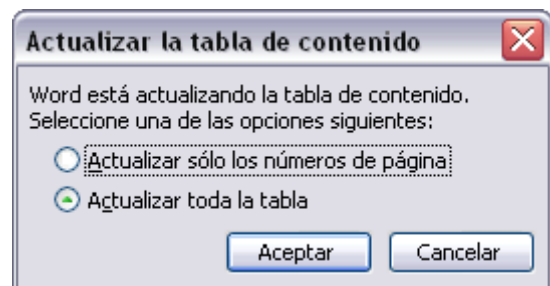 Actualizar la tabla de contenido
Word está actualizando la tabla de contenido.
Seleccione una de las opciones siguientes:
Actualizar sólo los números de página
Actualizar toda la tabla
Aceptar Cancelar